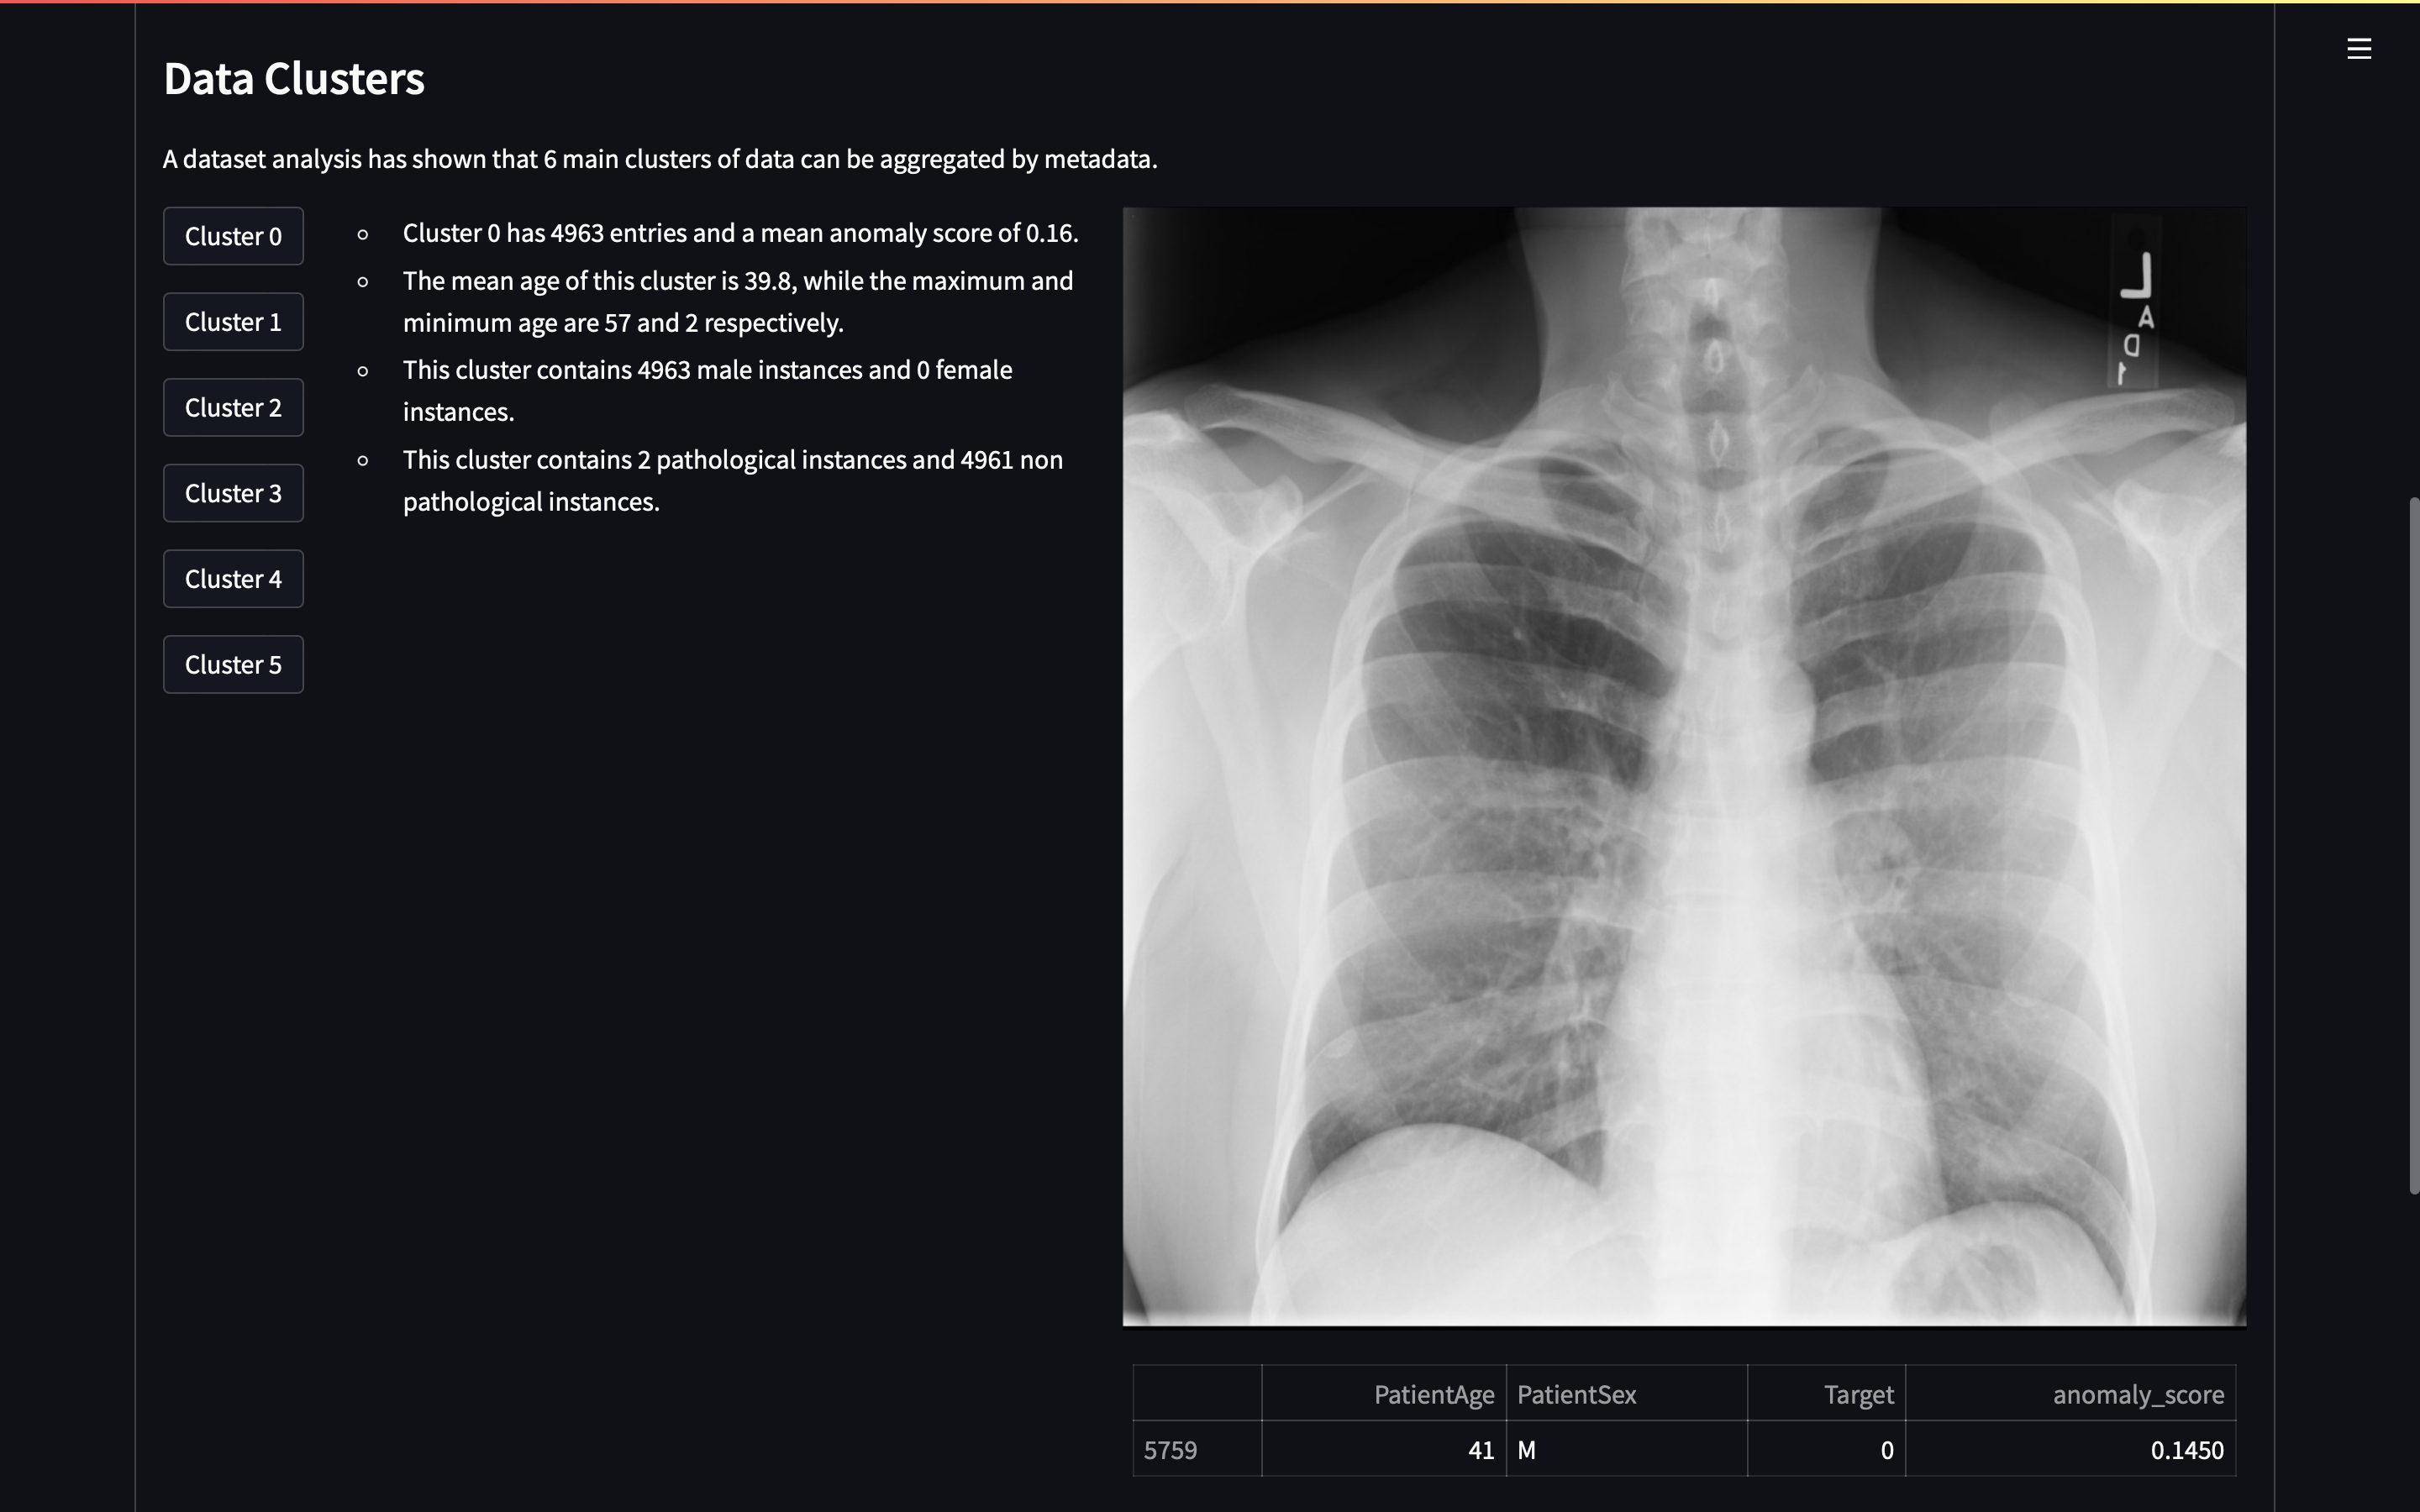 Data Clusters
A dataset analysis has shown that 6 main clusters of data can be aggregated by metadata.
Cluster 0
Cluster 1
Cluster 2
Cluster 3
Cluster 4
Cluster 5
Cluster 0 has 4963 entries and a mean anomaly score of 0.16.
The mean age of this cluster is 39.8, while the maximum and
minimum age are 57 and 2 respectively.
This cluster contains 4963 male instances and 0 female
instances.
This cluster contains 2 pathological instances and 4961 non
pathological instances.
L
A
D
1
PatientAge PatientSex Target anomaly_score
5759 41 M 0 0.1450